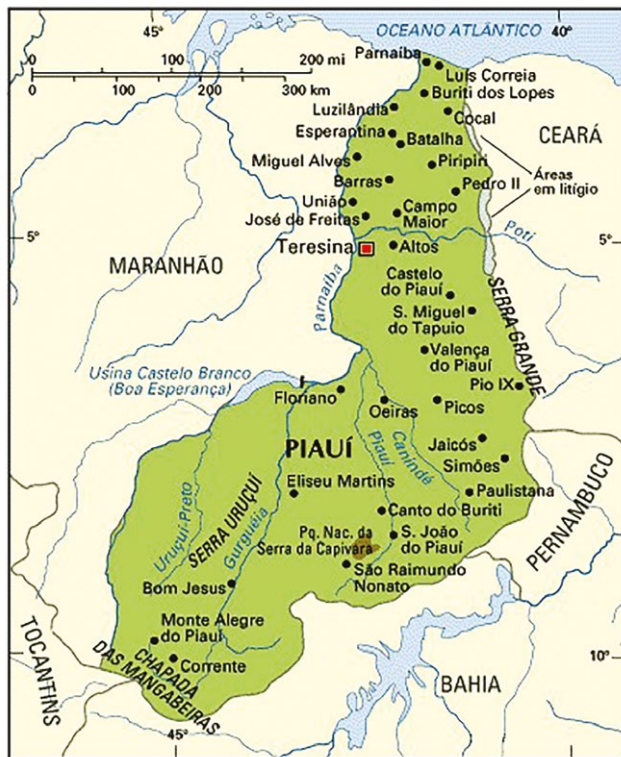 OCEANO ATLÂNTICO
45°
40°
0 100 200 mi
0 100 200 300 km
Parnaíba
Luís Correia
Buriti dos Lopes
Luzilândia
Cocal
CEARÁ
Esperantina
Batalha
Miguel Alves
Piripiri
Áreas
em litígio
Barras
Pedro II
União
Campo
Maior
José de Freitas
Poti
5°
5°
Teresina
Altos
MARANHÃO
Castelo
do Piauí
Parnaíba
S. Miguel
do Tapuio
SERRA GRANDE
Valença
do Piauí
Usina Castelo Branco
(Boa Esperança)
Pio IX
Floriano
Oeiras
Picos
PIAUÍ
Piauí
Canindé
Jaicós
Simões
Eliseu Martins
Paulistana
PERNAMBUCO
Uruçuí-Preto
SERRA URUÇUÍ
Gurguéia
Canto do Buriti
Pq. Nac. da
Serra da Capivara
S. João
do Piauí
São Raimundo
Nonato
Bom Jesus
Monte Alegre
do Piauí
TOCANTINS
CHAPADA
DAS MANGABEIRAS
Corrente
BAHIA
10°
45°